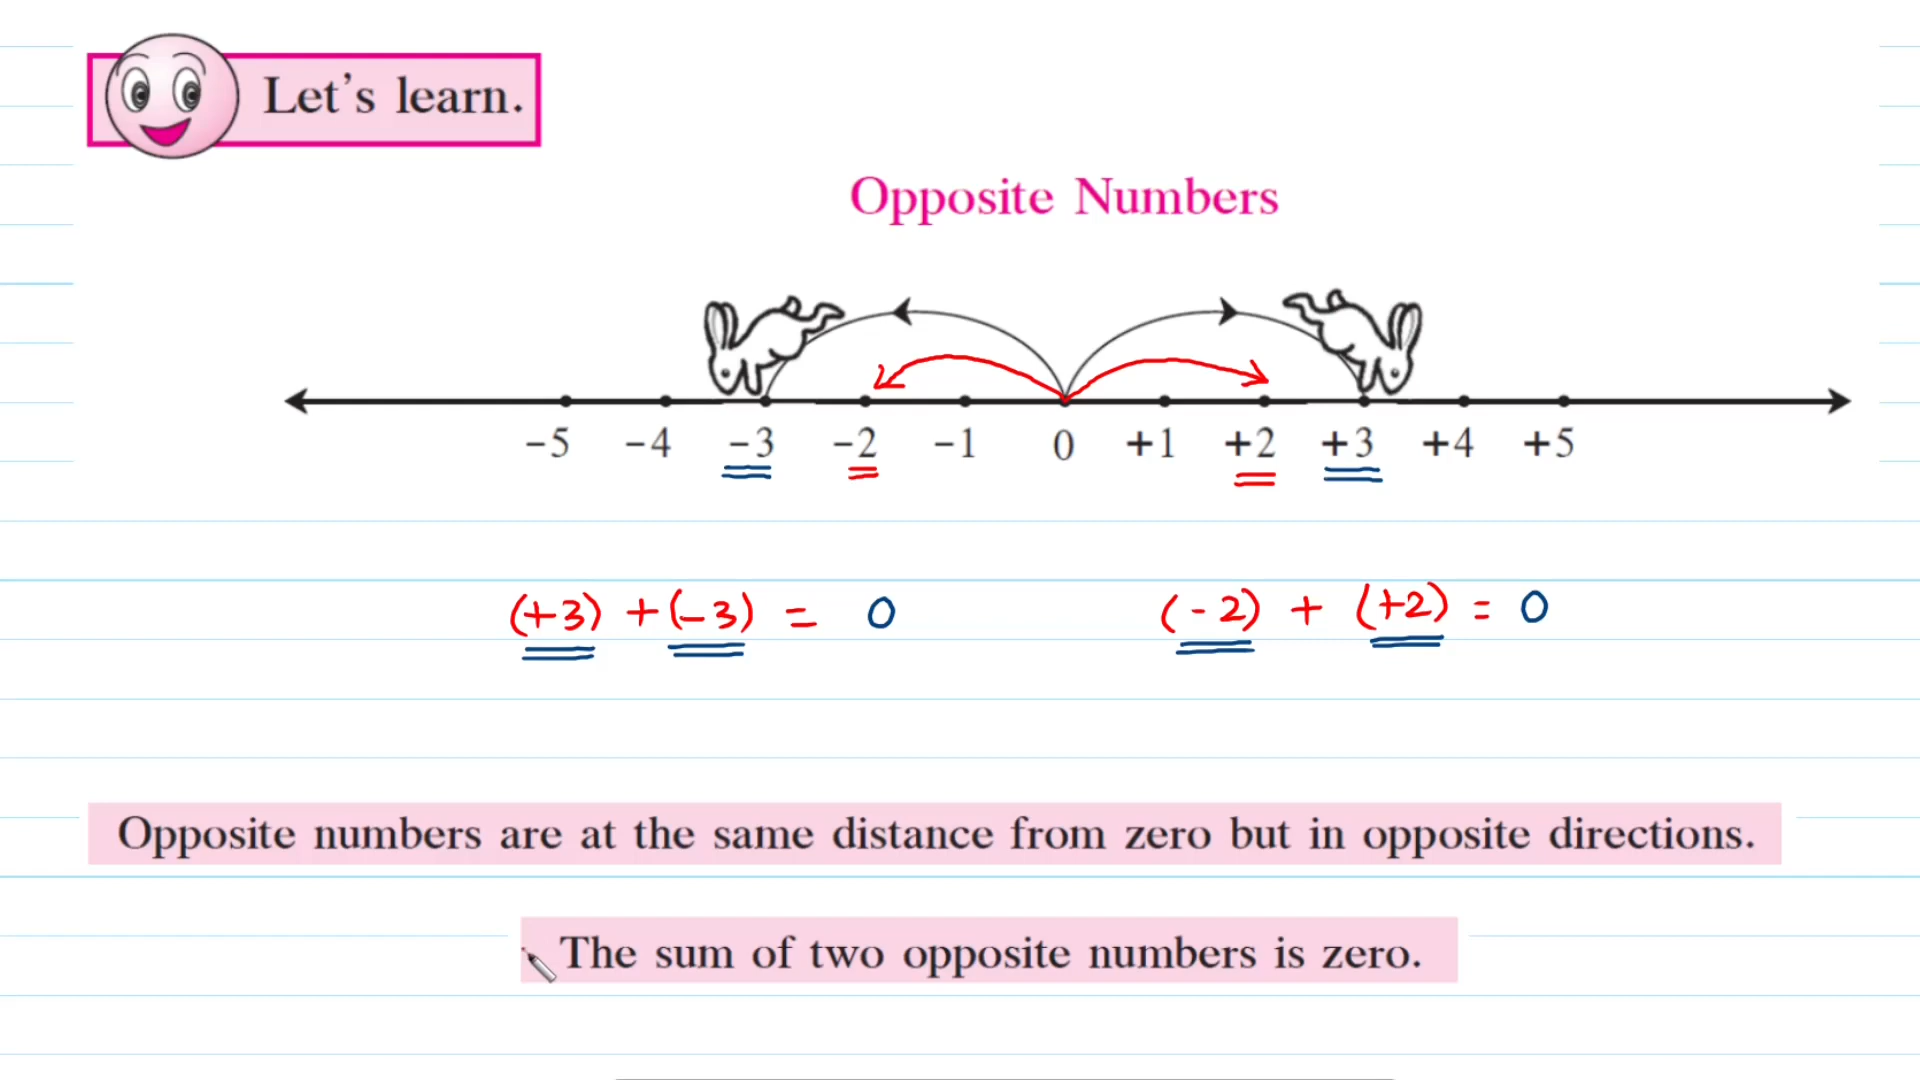 Let's learn.
Opposite Numbers
−5 −4 −3 −2 −1 0 +1 +2 +3 +4 +5
(+3) + (−3) = 0 (-2) + (+2) = 0
Opposite numbers are at the same distance from zero but in opposite directions.
The sum of two opposite numbers is zero.